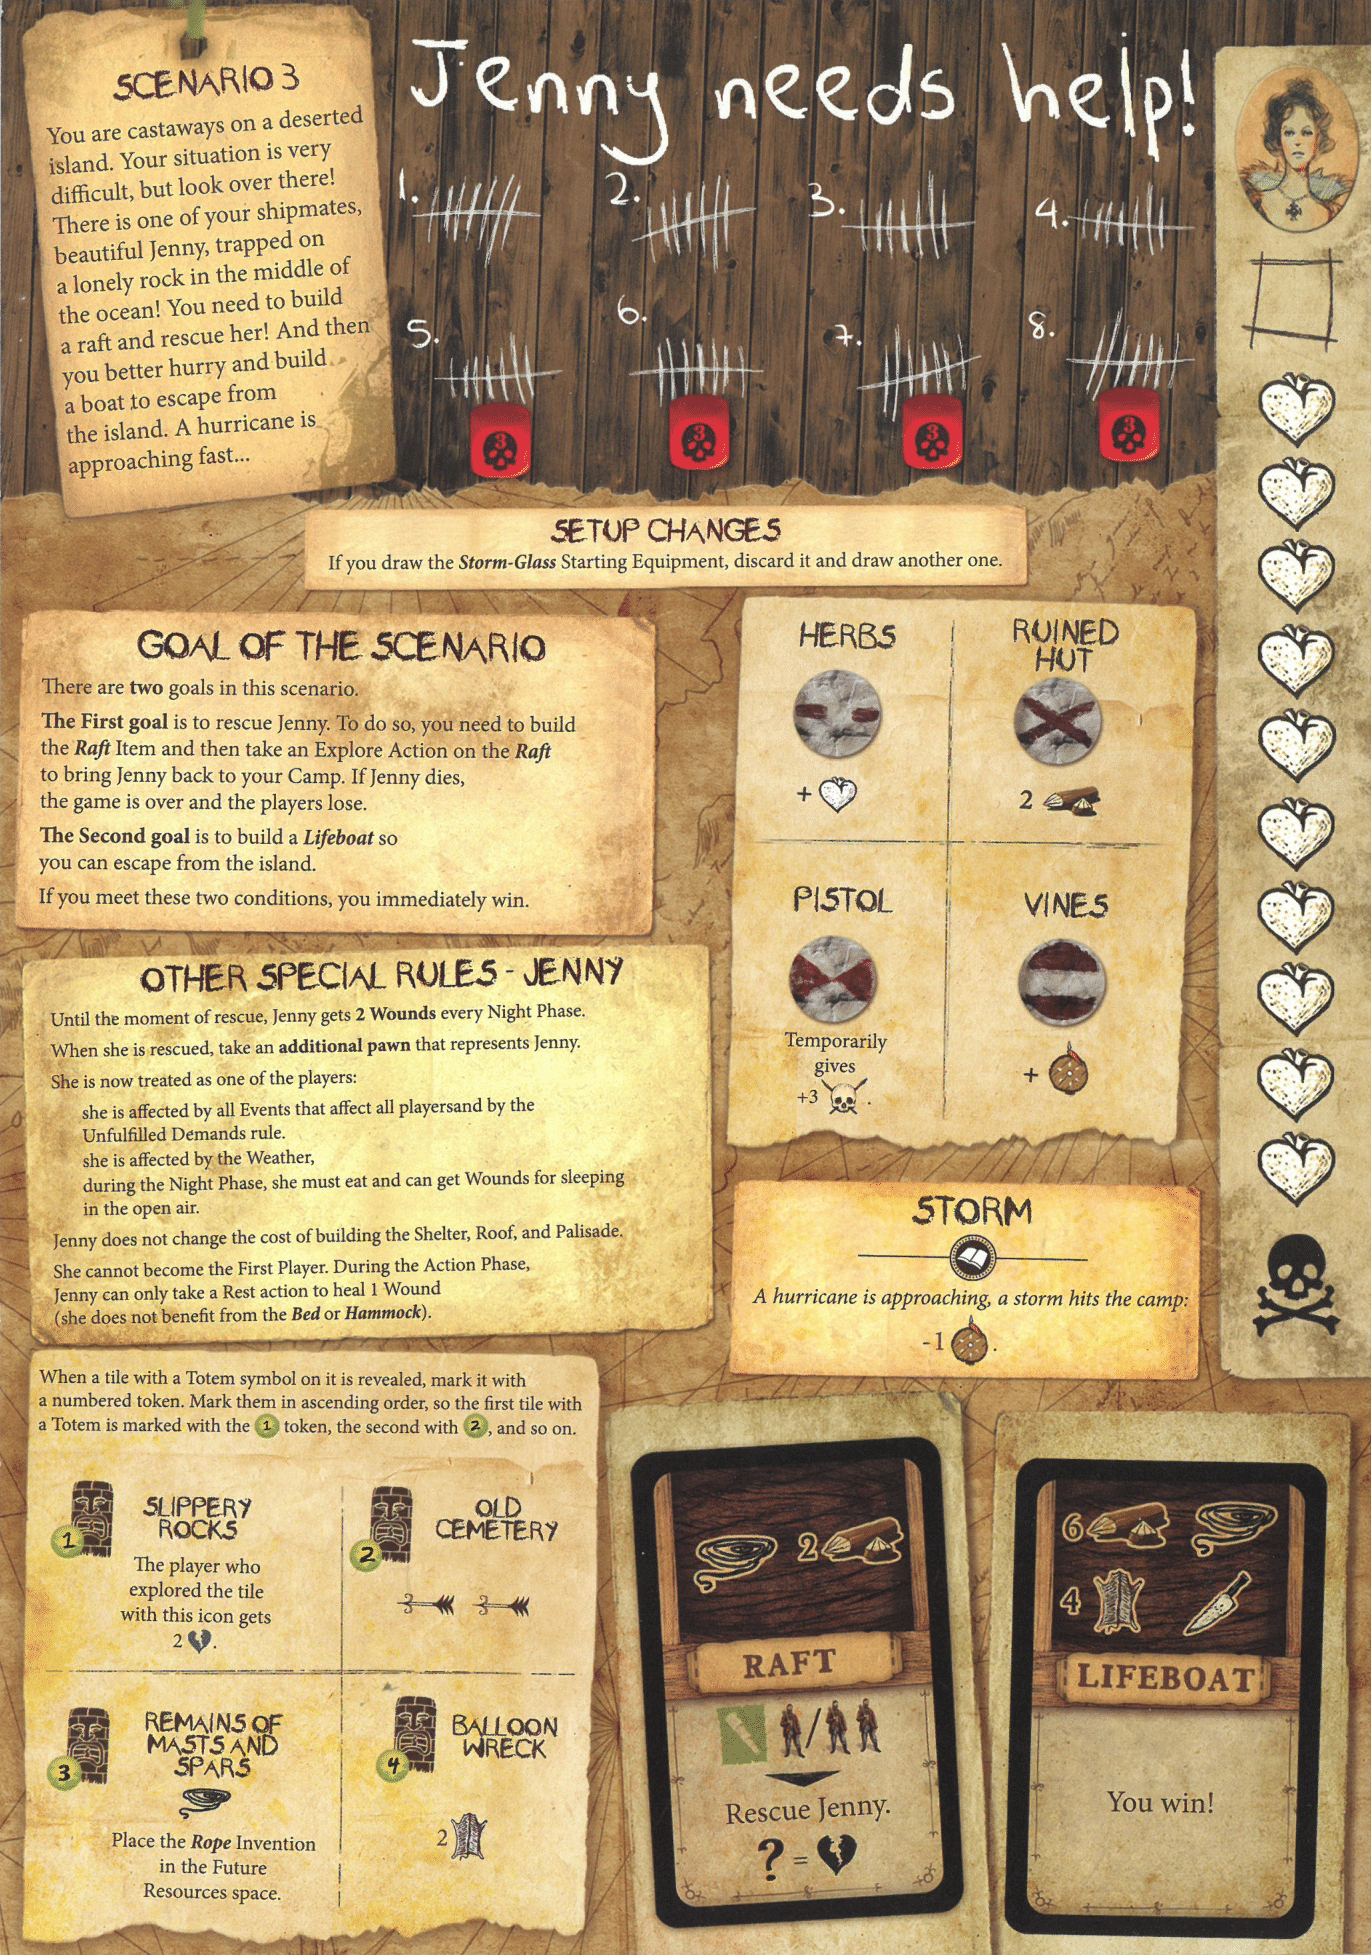 SCENARIO 3
You are castaways on a deserted
island. Your situation is very
difficult, but look over there!
There is one of your shipmates,
beautiful Jenny, trapped on
a lonely rock in the middle of
the ocean! You need to build
a raft and rescue her! And then
you better hurry and build
a boat to escape from
the island. A hurricane is
approaching fast...
Jenny needs help!
1.
2.
3.
4.
5.
6.
7.
8.
3
3
3
3
SETUP CHANGES
If you draw the Storm-Glass Starting Equipment, discard it and draw another one.
GOAL OF THE SCENARIO
There are two goals in this scenario.
The First goal is to rescue Jenny. To do so, you need to build
the Raft Item and then take an Explore Action on the Raft
to bring Jenny back to your Camp. If Jenny dies,
the game is over and the players lose.
The Second goal is to build a Lifeboat so
you can escape from the island.
If you meet these two conditions, you immediately win.
HERBS
+
RUINED
HUT
2
PISTOL
Temporarily
gives
+3 .
VINES
+
OTHER SPECIAL RULES - JENNY
Until the moment of rescue, Jenny gets 2 Wounds every Night Phase.
When she is rescued, take an additional pawn that represents Jenny.
She is now treated as one of the players:
she is affected by all Events that affect all playersand by the
Unfulfilled Demands rule.
she is affected by the Weather,
during the Night Phase, she must eat and can get Wounds for sleeping
in the open air.
Jenny does not change the cost of building the Shelter, Roof, and Palisade.
She cannot become the First Player. During the Action Phase,
Jenny can only take a Rest action to heal 1 Wound
(she does not benefit from the Bed or Hammock).
STORM
A hurricane is approaching, a storm hits the camp:
-1 .
When a tile with a Totem symbol on it is revealed, mark it with
a numbered token. Mark them in ascending order, so the first tile with
a Totem is marked with the 1 token, the second with 2, and so on.
1
SLIPPERY
ROCKS
The player who
explored the tile
with this icon gets
2 .
2
OLD
CEMETERY
3
REMAINS OF
MASTS AND
SPARS
Place the Rope Invention
in the Future
Resources space.
4
BALLOON
WRECK
2
2
RAFT
/
Rescue Jenny.
? =
6
4
LIFEBOAT
You win!